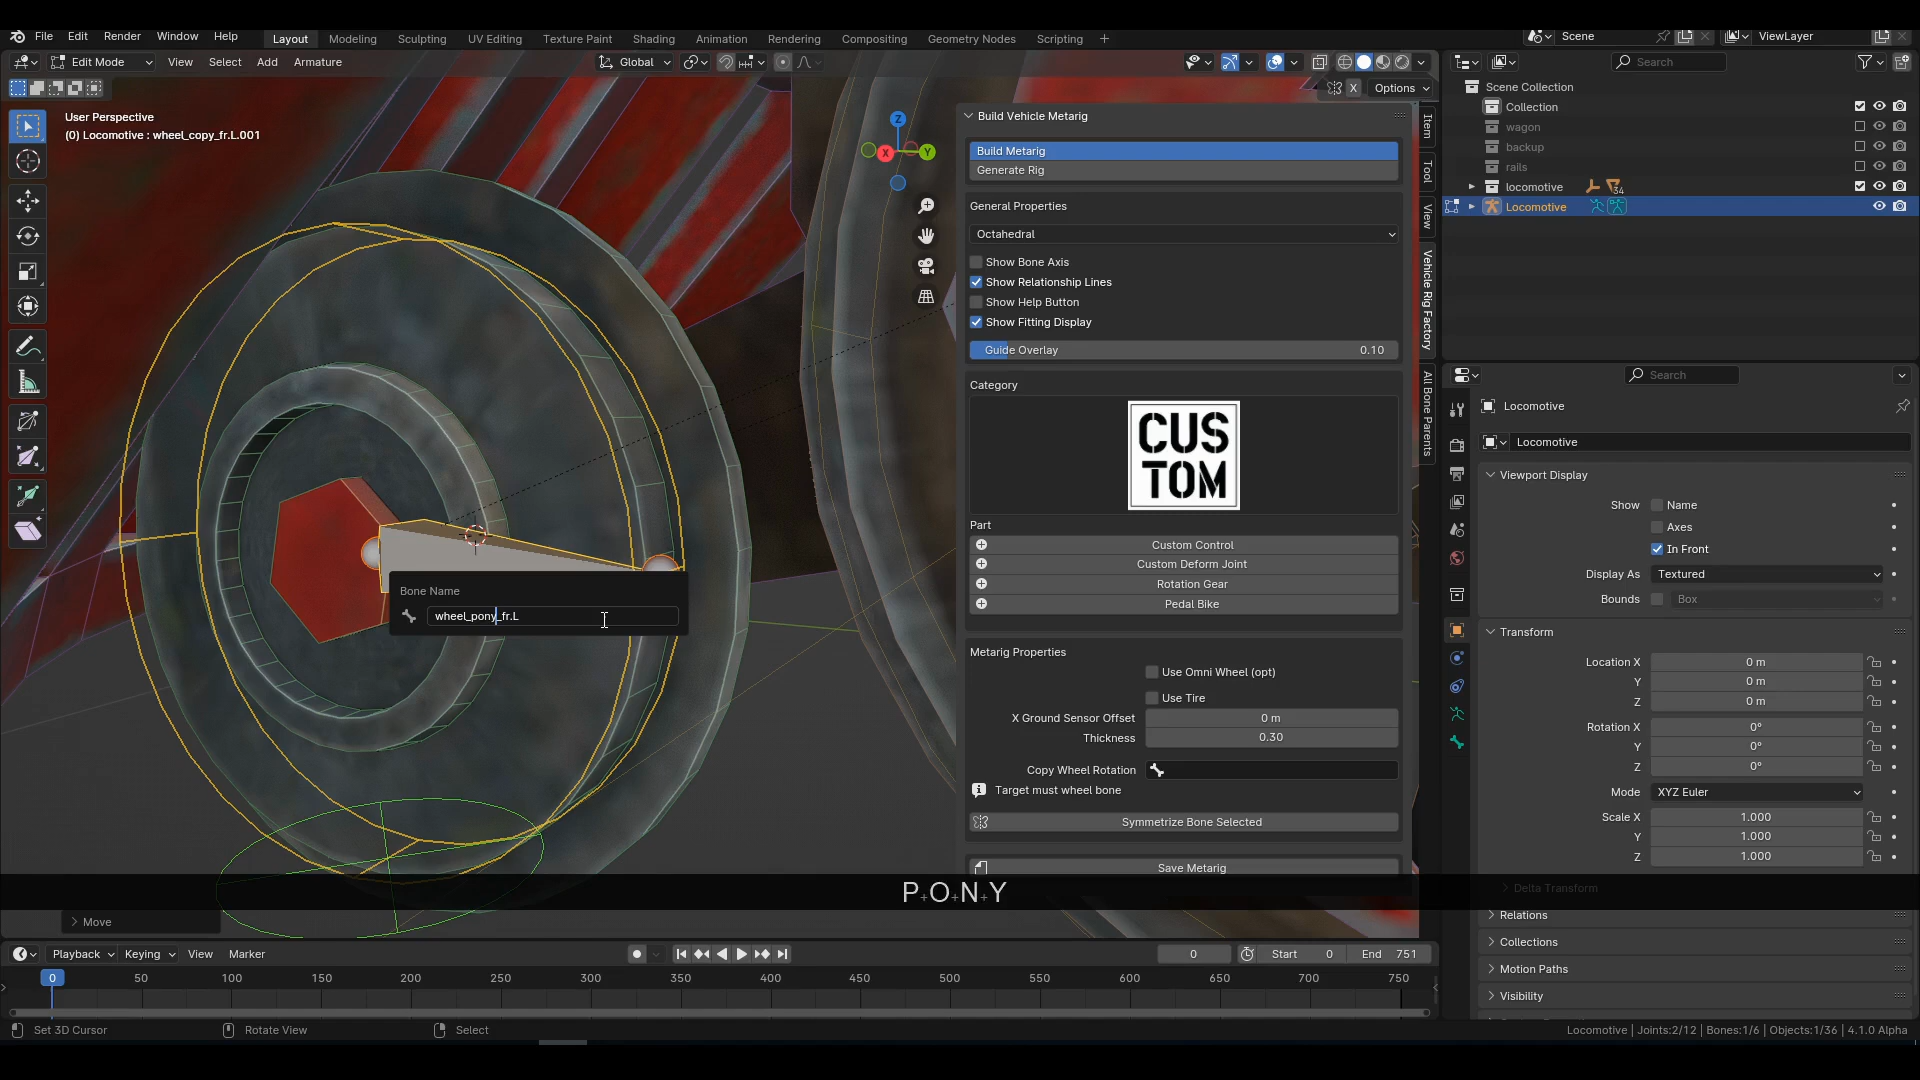 File Edit Render Window Help Layout Modeling Sculpting UV Editing Texture Paint Shading Animation Rendering Compositing Geometry Nodes Scripting + Scene ViewLayer
Edit Mode View Select Add Armature Global Search
X Options
User Perspective
(0) Locomotive : wheel_copy_fr.L.001
Z
X
Y
Build Vehicle Metarig
Build Metarig
Generate Rig
General Properties
Octahedral
Show Bone Axis
Show Relationship Lines
Show Help Button
Show Fitting Display
Guide Overlay 0.10
Category
CUS
TOM
Part
Custom Control
Custom Deform Joint
Rotation Gear
Pedal Bike
Metarig Properties
Use Omni Wheel (opt)
Use Tire
X Ground Sensor Offset 0 m
Thickness 0.30
Copy Wheel Rotation
Target must wheel bone
Symmetrize Bone Selected
Save Metarig
Item
Tool
View
Vehicle Rig Factory
All Bone Parents
Bone Name
wheel_pony_fr.L
P+O+N+Y
Move
Scene Collection
Collection
wagon
backup
rails
locomotive 34
Locomotive
Search
Locomotive
Locomotive
Viewport Display
Show Name
Axes
In Front
Display As Textured
Bounds Box
Transform
Location X 0 m
Y 0 m
Z 0 m
Rotation X 0°
Y 0°
Z 0°
Mode XYZ Euler
Scale X 1.000
Y 1.000
Z 1.000
Delta Transform
Relations
Collections
Motion Paths
Visibility
Playback Keying View Marker 0 Start 0 End 751
0 50 100 150 200 250 300 350 400 450 500 550 600 650 700 750
Set 3D Cursor Rotate View Select Locomotive | Joints:2/12 | Bones:1/6 | Objects:1/36 | 4.1.0 Alpha